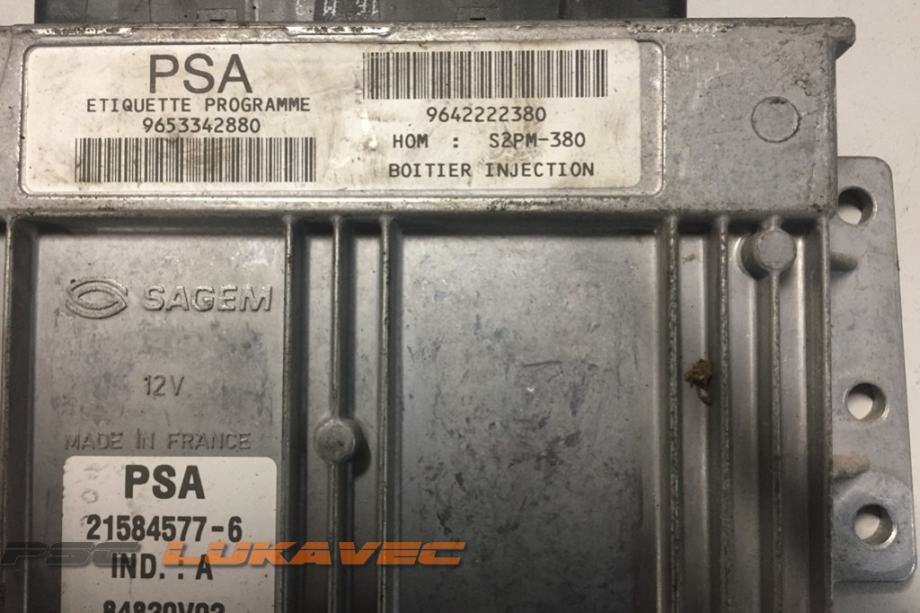 PSA
ETIQUETTE PROGRAMME
9653342880
9642222380
HOM : S2PM-380
BOITIER INJECTION
SAGEM
12V
MADE IN FRANCE
PSA
21584577-6
PSC LUKAVEC
IND. : A